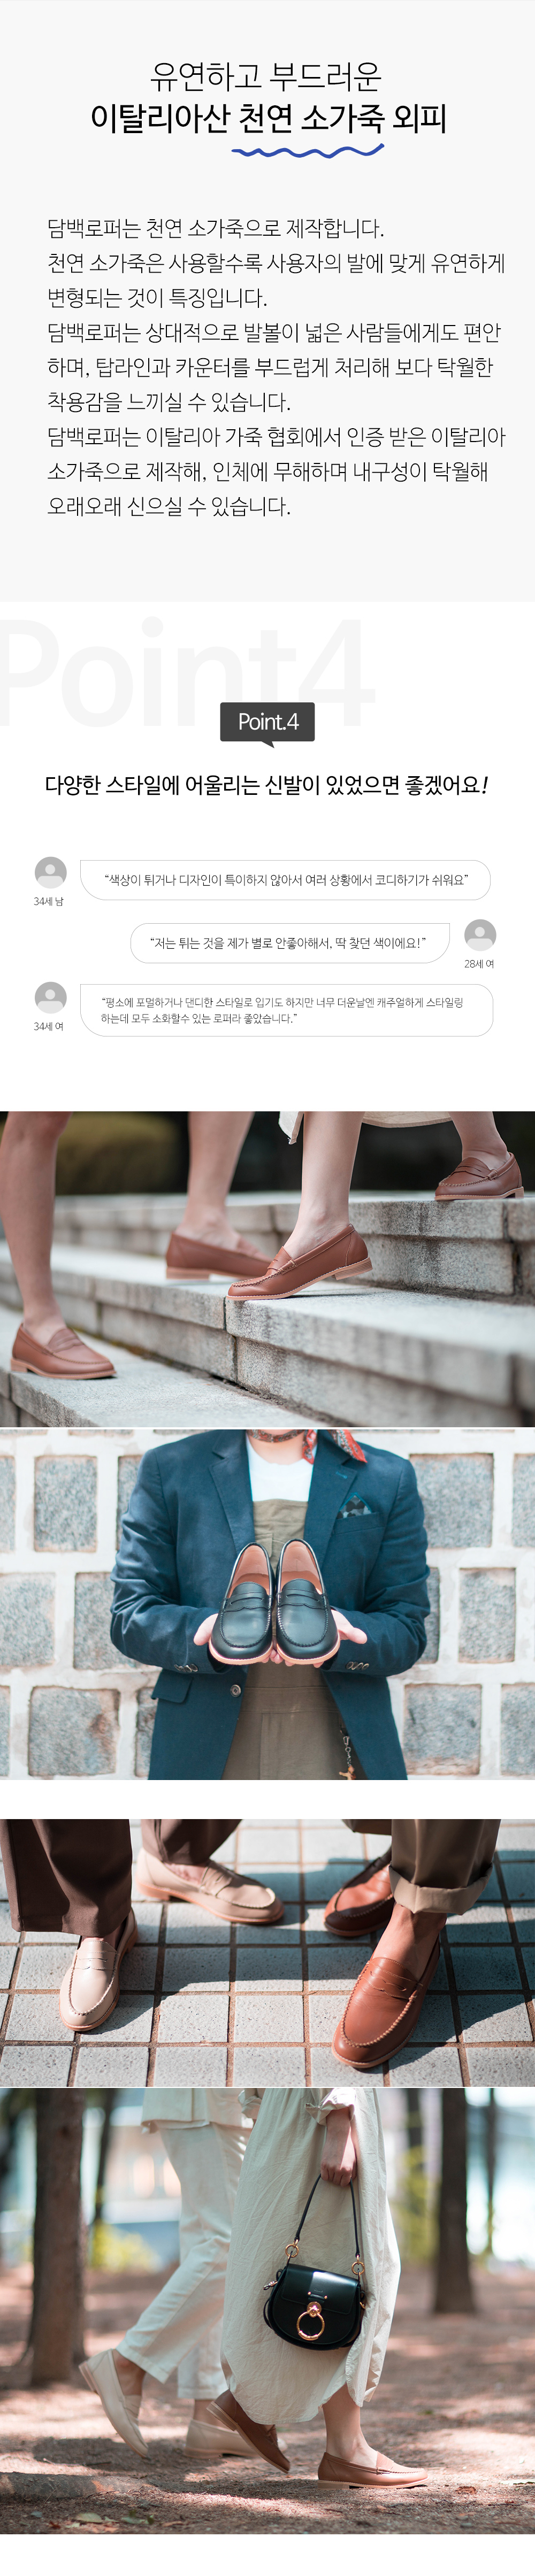 유연하고 부드러운
이탈리아산 천연 소가죽 외피
담백로퍼는 천연 소가죽으로 제작합니다.
천연 소가죽은 사용할수록 사용자의 발에 맞게 유연하게
변형되는 것이 특징입니다.
담백로퍼는 상대적으로 발볼이 넓은 사람들에게도 편안
하며, 탑라인과 카운터를 부드럽게 처리해 보다 탁월한
착용감을 느끼실 수 있습니다.
담백로퍼는 이탈리아 가죽 협회에서 인증 받은 이탈리아
소가죽으로 제작해, 인체에 무해하며 내구성이 탁월해
오래오래 신으실 수 있습니다.
Point4
Point.4
다양한 스타일에 어울리는 신발이 있었으면 좋겠어요!
“색상이 튀거나 디자인이 특이하지 않아서 여러 상황에서 코디하기가 쉬워요”
34세 남
“저는 튀는 것을 제가 별로 안좋아해서, 딱 찾던 색이에요!”
28세 여
“평소에 포멀하거나 댄디한 스타일로 입기도 하지만 너무 더운날엔 캐주얼하게 스타일링
하는데 모두 소화할수 있는 로퍼라 좋았습니다.”
34세 여